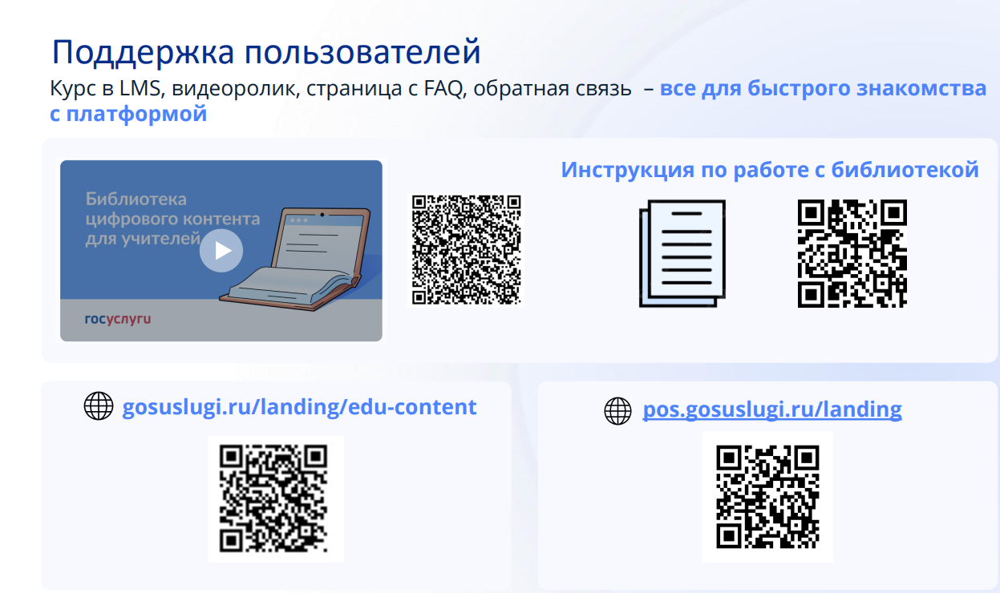 Поддержка пользователей
Курс в LMS, видеоролик, страница с FAQ, обратная связь – все для быстрого знакомства
с платформой
Библиотека
цифрового контента
для учителей
госуслуги
Инструкция по работе с библиотекой
gosuslugi.ru/landing/edu-content
pos.gosuslugi.ru/landing